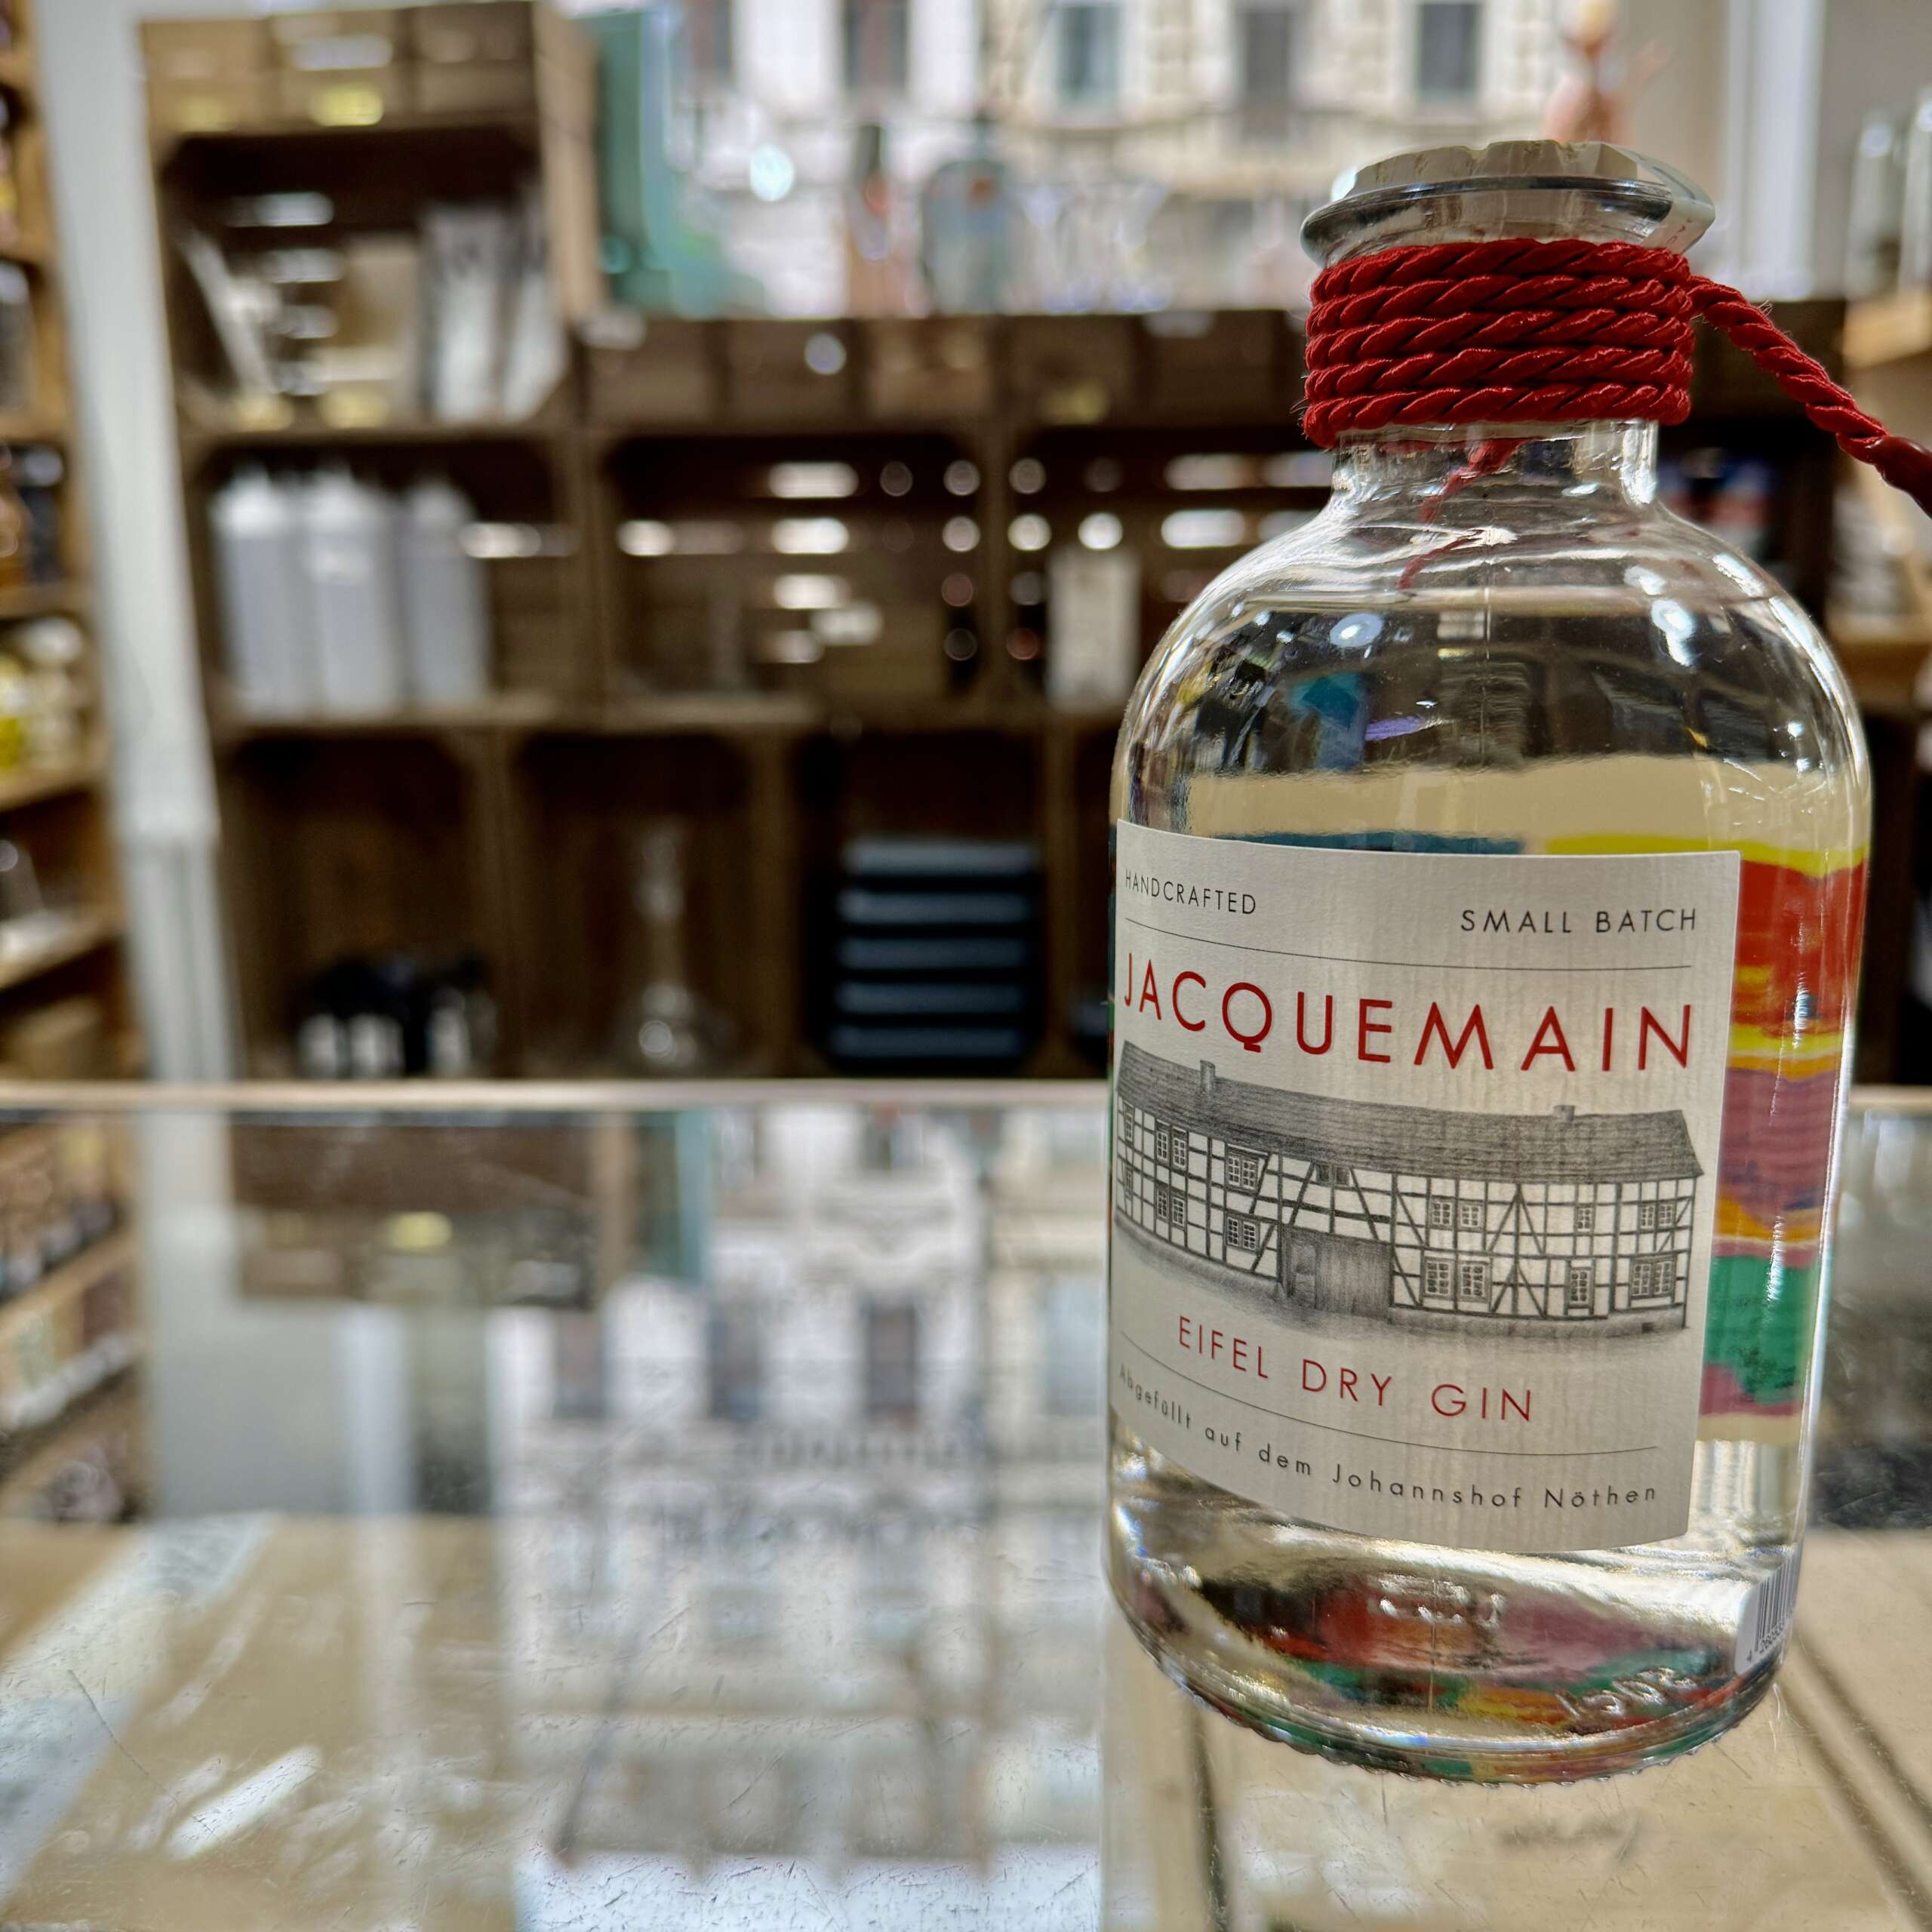 HANDCRAFTED
SMALL BATCH
JACQUEMAIN
EIFEL DRY GIN
Abgefüllt auf dem Johannshof Nöthen